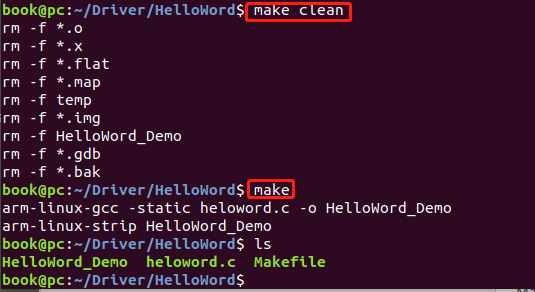 book@pc:~/Driver/HelloWord$ make clean
rm -f *.o
rm -f *.x
rm -f *.flat
rm -f *.map
rm -f temp
rm -f *.img
rm -f HelloWord_Demo
rm -f *.gdb
rm -f *.bak
book@pc:~/Driver/HelloWord$ make
arm-linux-gcc -static heloword.c -o HelloWord_Demo
arm-linux-strip HelloWord_Demo
book@pc:~/Driver/HelloWord$ ls
HelloWord_Demo heloword.c Makefile
book@pc:~/Driver/HelloWord$